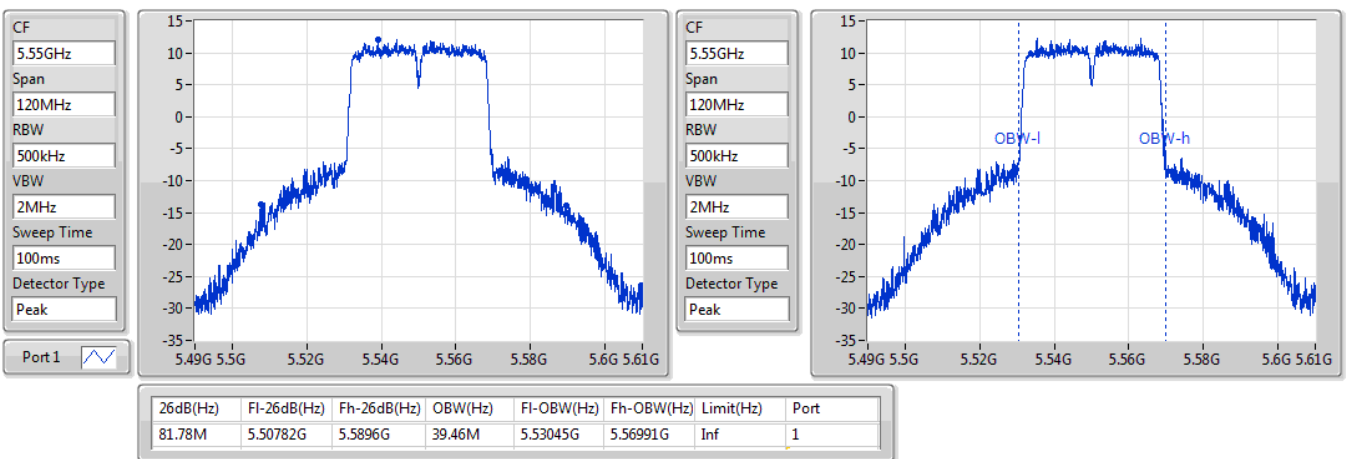 CF
5.55GHz
Span
120MHz
RBW
500kHz
VBW
2MHz
Sweep Time
100ms
Detector Type
Peak
Port 1
15
10
5
0
-5
-10
-15
-20
-25
-30
-35
5.49G 5.5G 5.52G 5.54G 5.56G 5.58G 5.6G 5.61G
CF
5.55GHz
Span
120MHz
RBW
500kHz
VBW
2MHz
Sweep Time
100ms
Detector Type
Peak
15
10
5
0
-5
-10
-15
-20
-25
-30
-35
OBW-l OBW-h
5.49G 5.5G 5.52G 5.54G 5.56G 5.58G 5.6G 5.61G
26dB(Hz) Fl-26dB(Hz) Fh-26dB(Hz) OBW(Hz) Fl-OBW(Hz) Fh-OBW(Hz) Limit(Hz) Port
81.78M 5.50782G 5.5896G 39.46M 5.53045G 5.56991G Inf 1